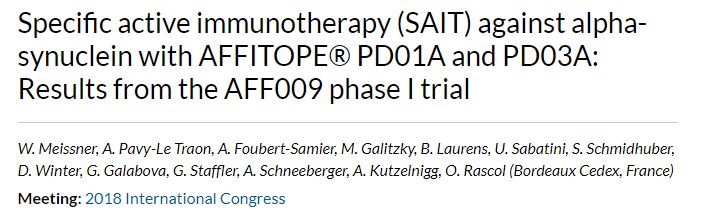 Specific active immunotherapy (SAIT) against alpha-
synuclein with AFFITOPE® PD01A and PD03A:
Results from the AFF009 phase I trial
W. Meissner, A. Pavy-Le Traon, A. Foubert-Samier, M. Galitzky, B. Laurens, U. Sabatini, S. Schmidhuber,
D. Winter, G. Galabova, G. Staffler, A. Schneeberger, A. Kutzelnigg, O. Rascol (Bordeaux Cedex, France)
Meeting: 2018 International Congress